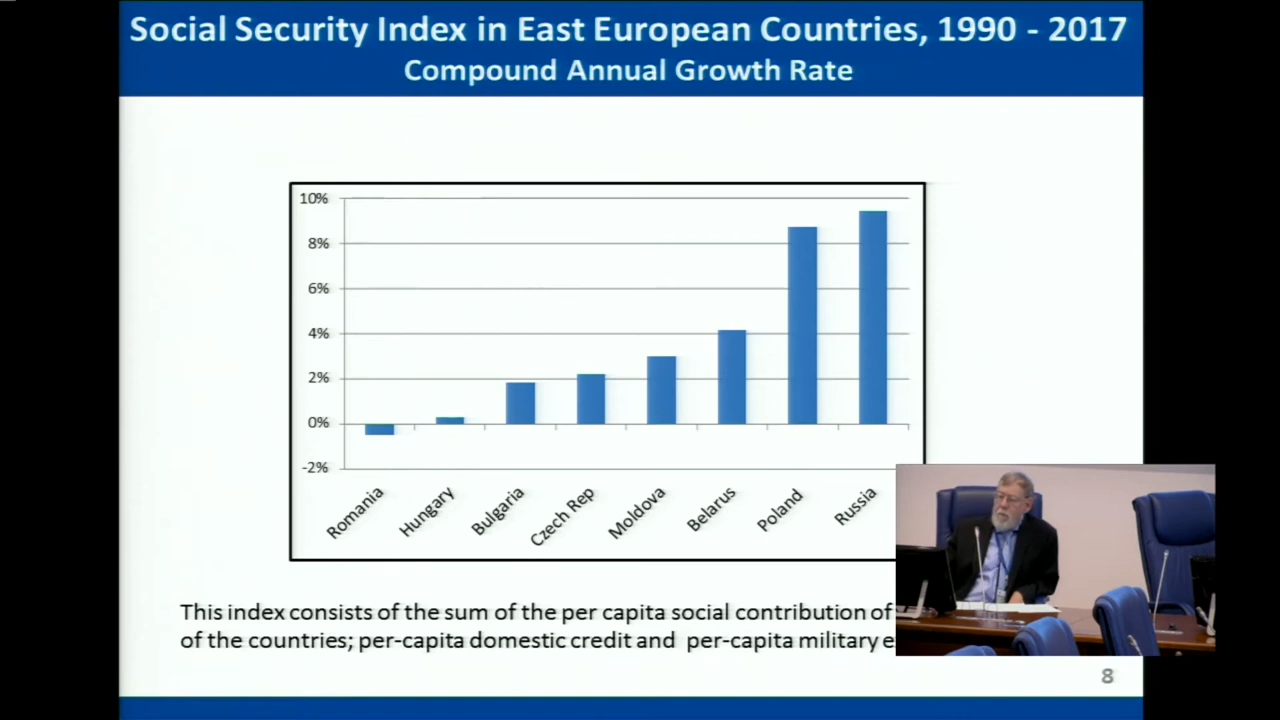 Social Security Index in East European Countries, 1990 - 2017
Compound Annual Growth Rate
10%
8%
6%
4%
2%
0%
-2%
Romania
Hungary
Bulgaria
Czech Rep
Moldova
Belarus
Poland
Russia
This index consists of the sum of the per capita social contribution of
of the countries; per-capita domestic credit and per-capita military
8